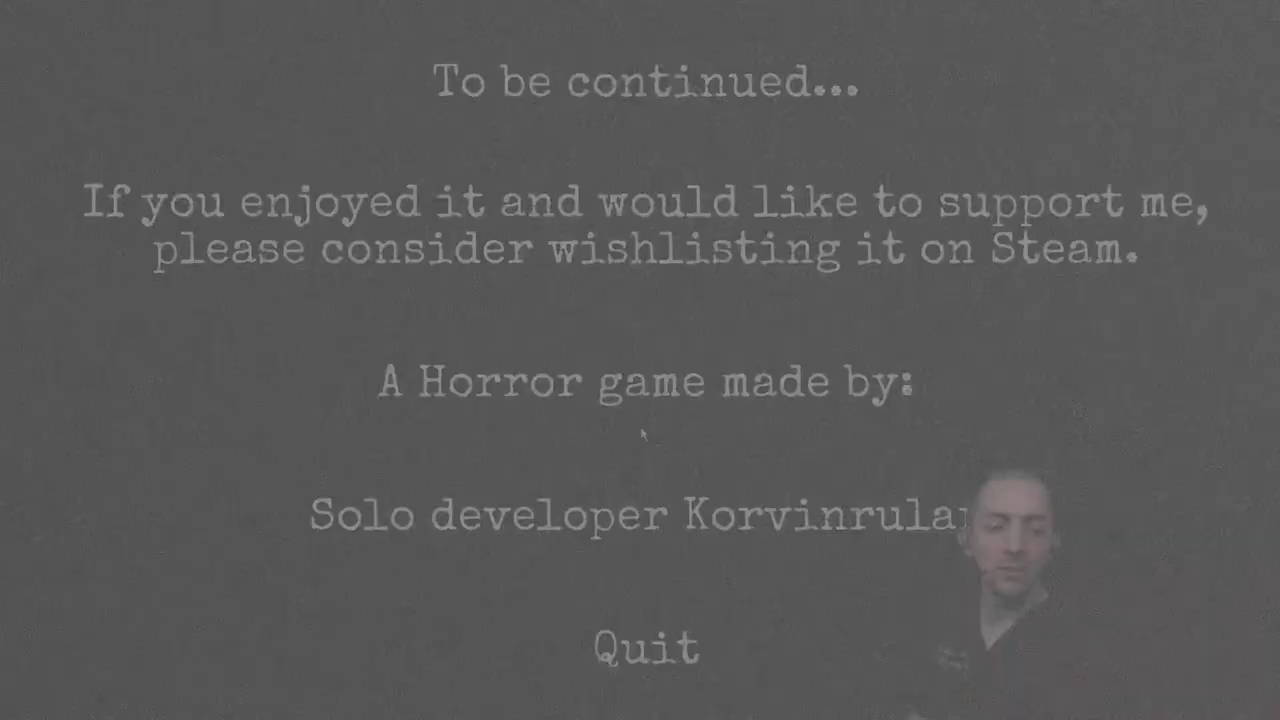 To be continued...
If you enjoyed it and would like to support me,
please consider wishlisting it on Steam.
A Horror game made by:
Solo developer
Quit